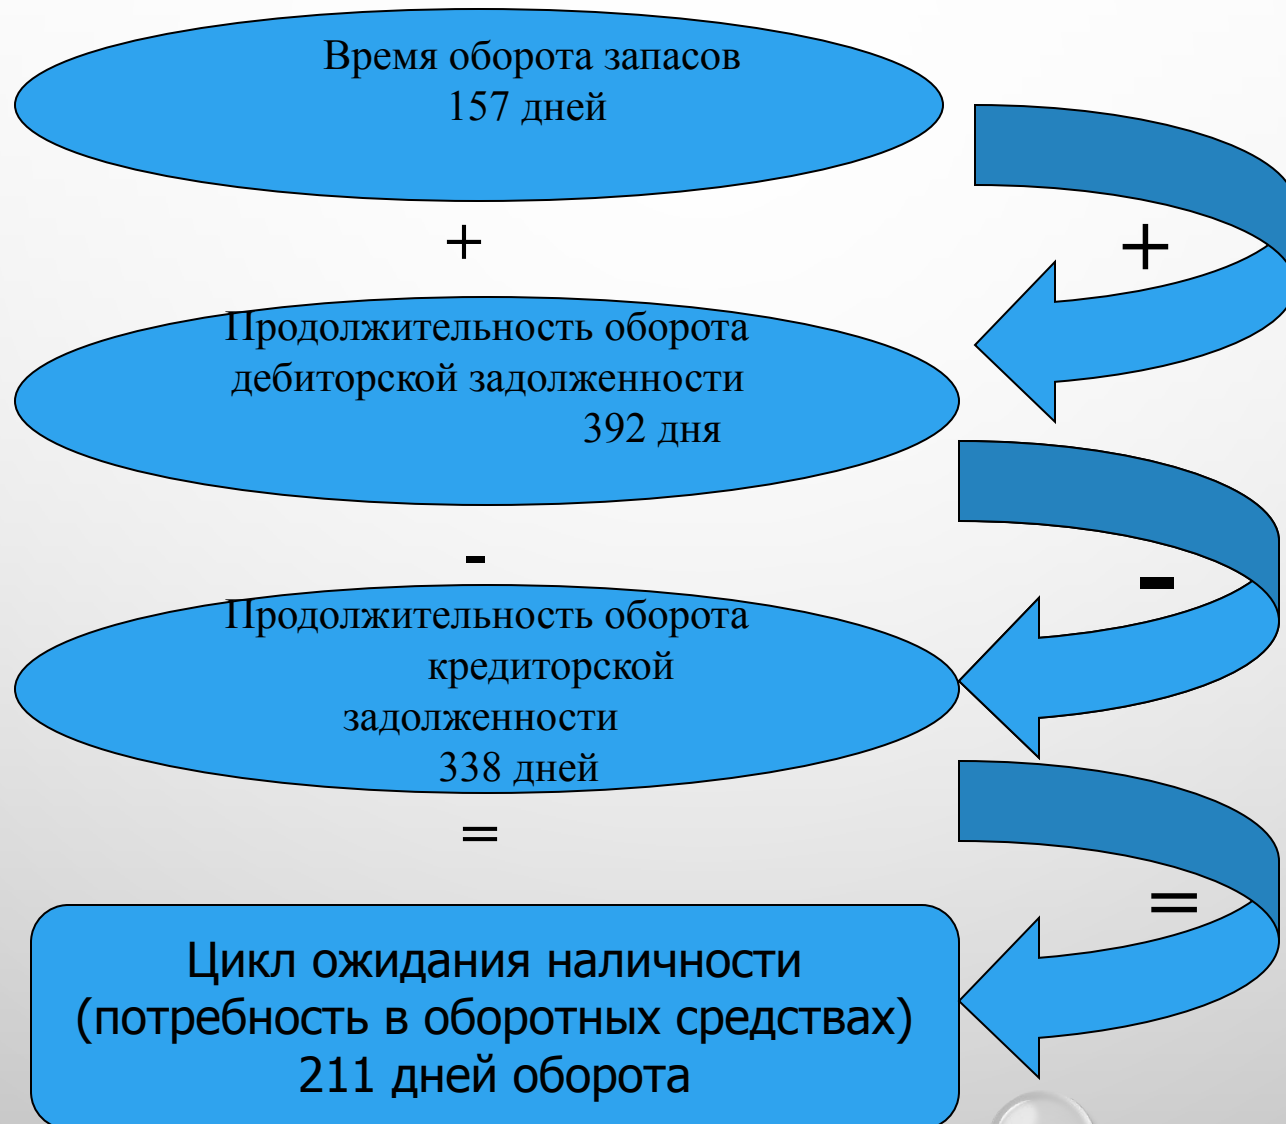 Время оборота запасов
157 дней
+
+
Продолжительность оборота
дебиторской задолженности
392 дня
-
-
Продолжительность оборота
кредиторской
задолженности
338 дней
=
=
Цикл ожидания наличности
(потребность в оборотных средствах)
211 дней оборота